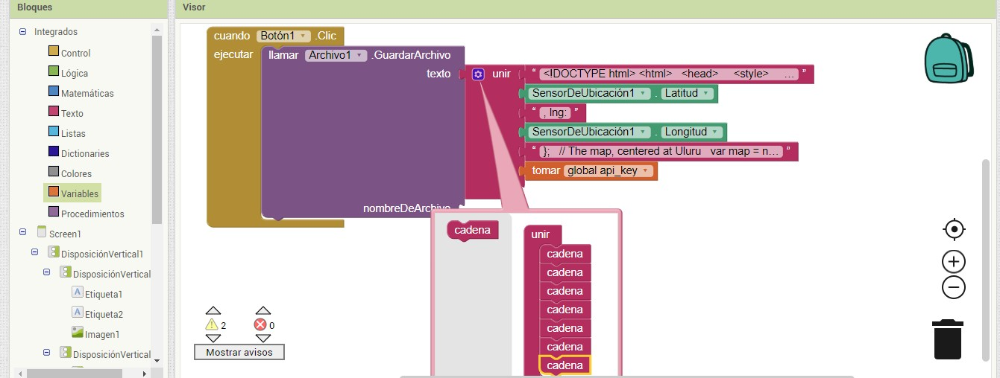 Bloques
Visor
Integrados
Control
Lógica
Matemáticas
Texto
Listas
Dictionaries
Colores
Variables
Procedimientos
Screen1
DisposiciónVertical1
DisposiciónVertical
Etiqueta1
Etiqueta2
Imagen1
DisposiciónVertical
cuando Botón1 .Clic
ejecutar llamar Archivo1 .GuardarArchivo
texto unir “ <!DOCTYPE html> <html> <head> <style> ... ”
SensorDeUbicación1 . Latitud
“ , lng: ”
SensorDeUbicación1 . Longitud
“ }; // The map, centered at Uluru var map = n... ”
tomar global api_key
nombreDeArchivo
cadena
unir
cadena
cadena
cadena
cadena
cadena
cadena
cadena
2 0
Mostrar avisos